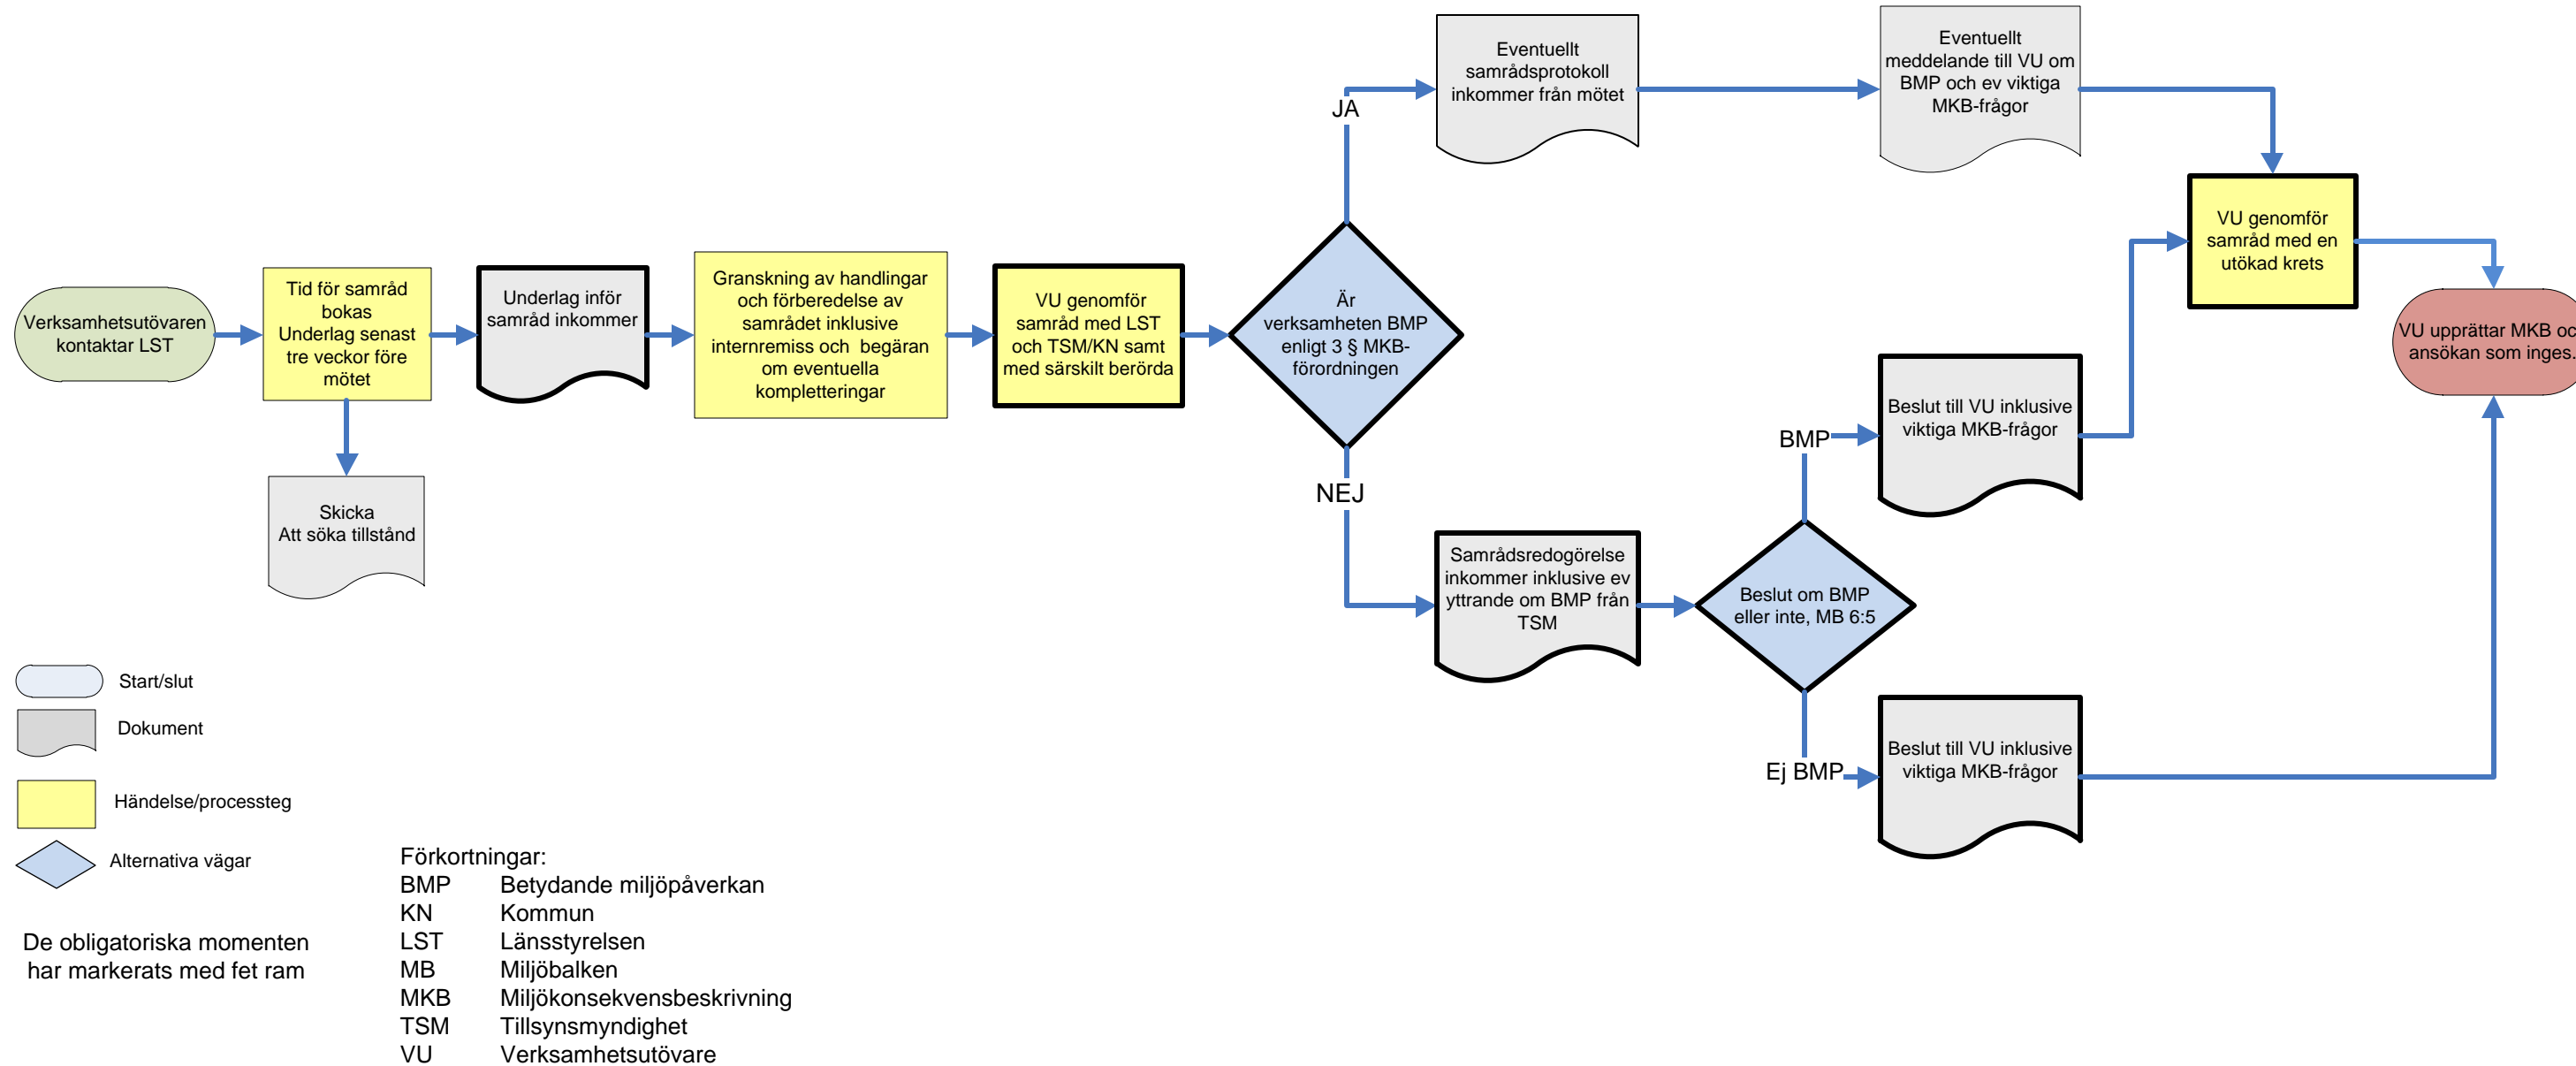 Verksamhetsutövaren
kontaktar LST
Tid för samråd
bokas
Underlag senast
tre veckor före
mötet
Skicka
Att söka tillstånd
Underlag inför
samråd inkommer
Granskning av handlingar
och förberedelse av
samrådet inklusive
internremiss och begäran
om eventuella
kompletteringar
VU genomför
samråd med LST
och TSM/KN samt
med särskilt berörda
Är
verksamheten BMP
enligt 3 § MKB-
förordningen
JA
Eventuellt
samrådsprotokoll
inkommer från mötet
Eventuellt
meddelande till VU om
BMP och ev viktiga
MKB-frågor
VU genomför
samråd med en
utökad krets
NEJ
Samrådsredogörelse
inkommer inklusive ev
yttrande om BMP från
TSM
Beslut om BMP
eller inte, MB 6:5
BMP
Beslut till VU inklusive
viktiga MKB-frågor
Ej BMP
Beslut till VU inklusive
viktiga MKB-frågor
VU upprättar MKB oc
ansökan som inges.
Start/slut
Dokument
Händelse/processteg
Alternativa vägar
De obligatoriska momenten
har markerats med fet ram
Förkortningar:
BMP Betydande miljöpåverkan
KN Kommun
LST Länsstyrelsen
MB Miljöbalken
MKB Miljökonsekvensbeskrivning
TSM Tillsynsmyndighet
VU Verksamhetsutövare